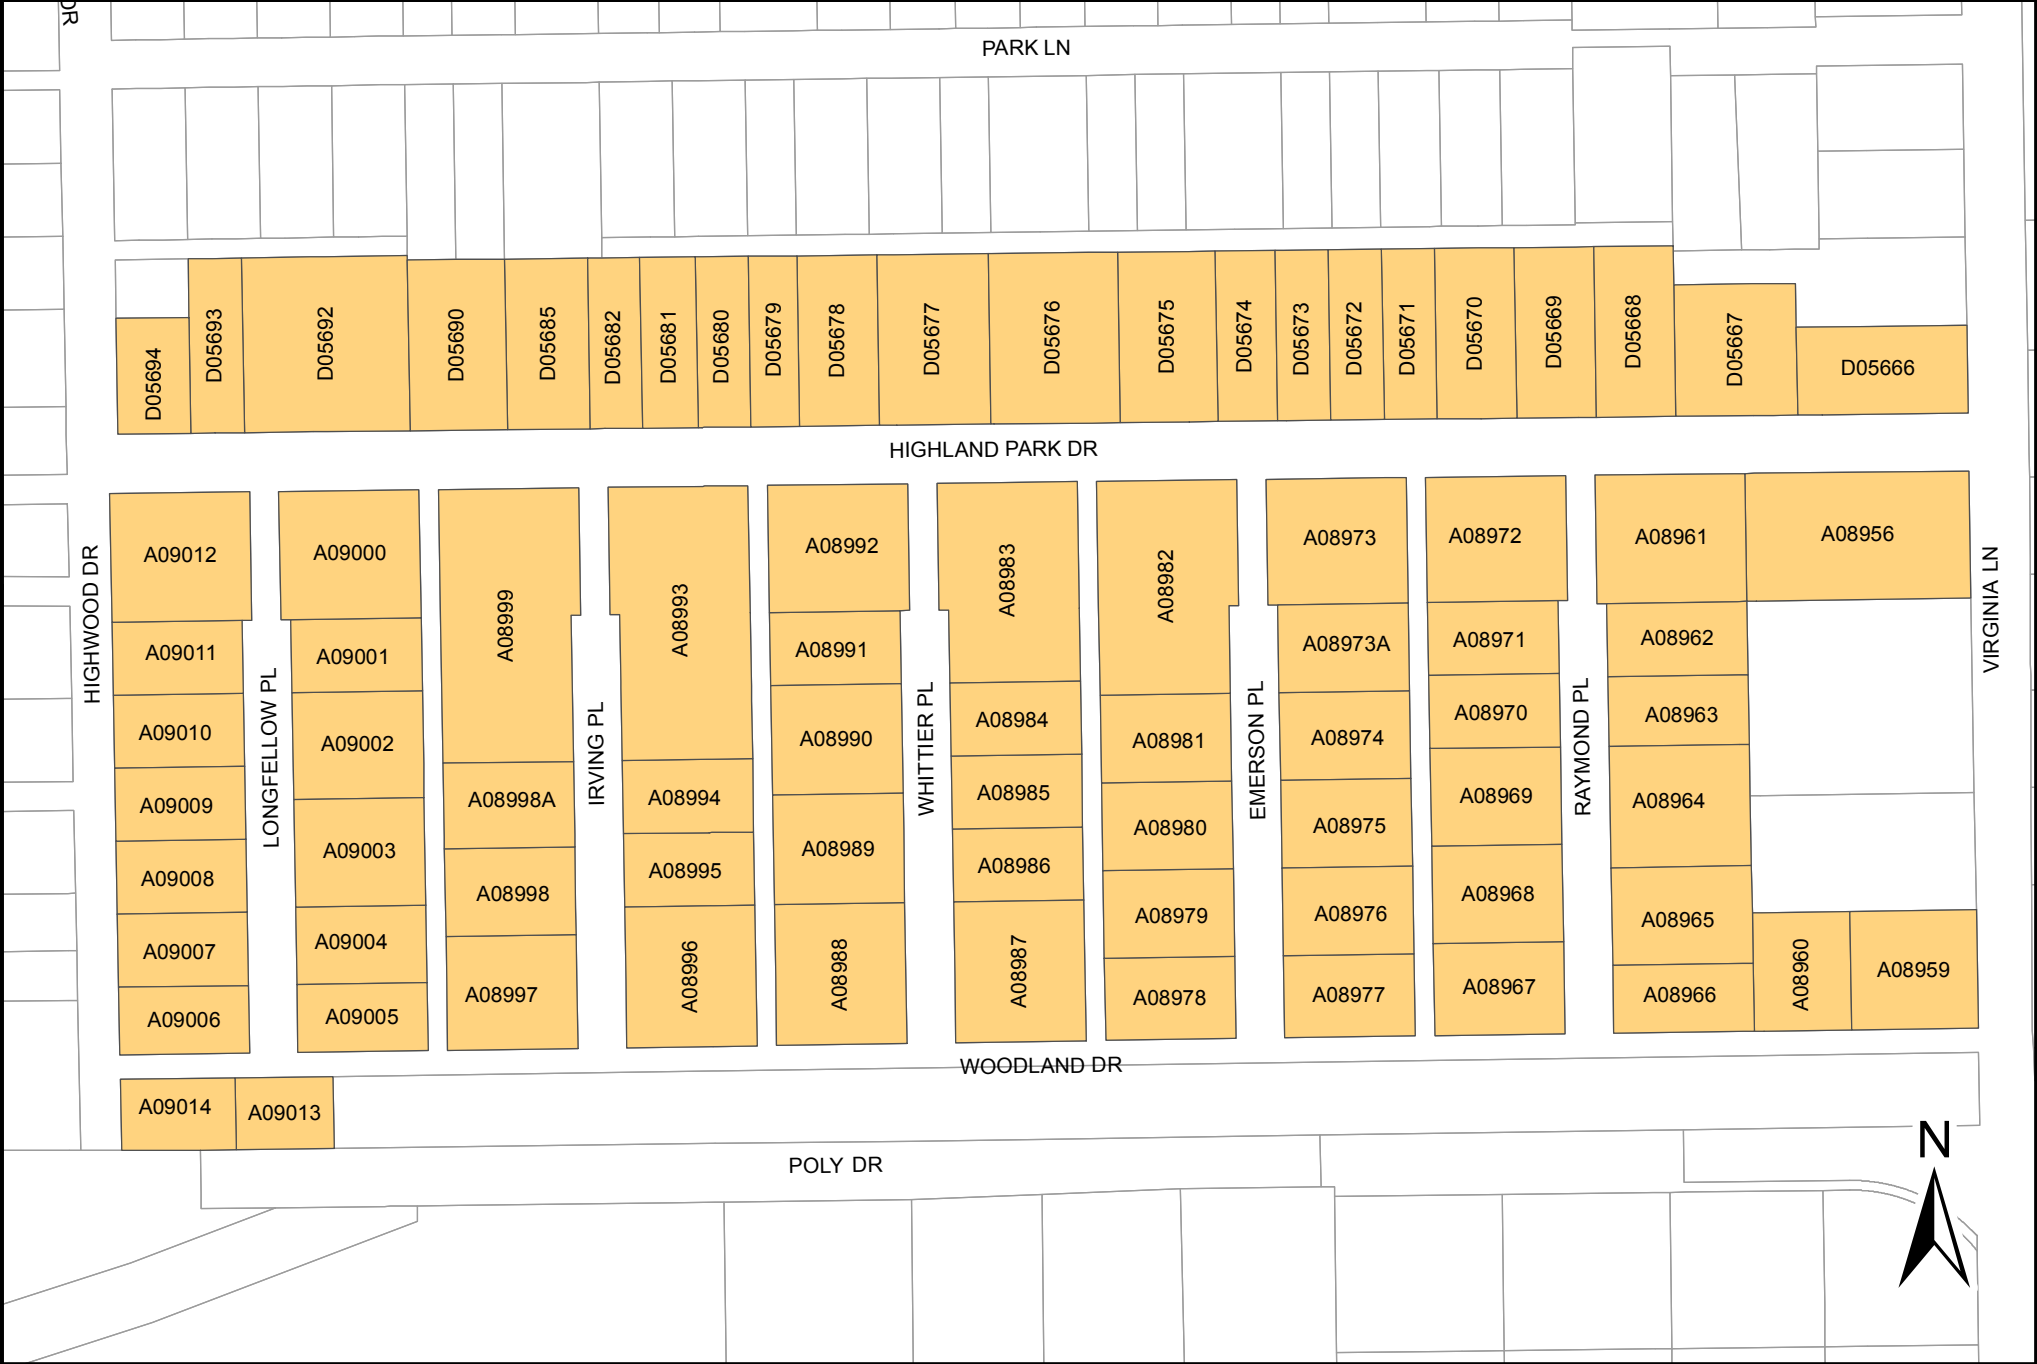 DR
PARK LN
D05694
D05693
D05692
D05690
D05685
D05682
D05681
D05680
D05679
D05678
D05677
D05676
D05675
D05674
D05673
D05672
D05671
D05670
D05669
D05668
D05667
D05666
HIGHLAND PARK DR
HIGHWOOD DR
A09012
A09011
A09010
A09009
A09008
A09007
A09006
LONGFELLOW PL
A09000
A09001
A09002
A09003
A09004
A09005
A08999
A08998A
A08998
A08997
IRVING PL
A08993
A08994
A08995
A08996
A08992
A08991
A08990
A08989
A08988
WHITTIER PL
A08983
A08984
A08985
A08986
A08987
A08982
A08981
A08980
A08979
A08978
EMERSON PL
A08973
A08973A
A08974
A08975
A08976
A08977
A08972
A08971
A08970
A08969
A08968
A08967
RAYMOND PL
A08961
A08962
A08963
A08964
A08965
A08966
A08956
A08960
A08959
VIRGINIA LN
WOODLAND DR
A09014
A09013
POLY DR
N